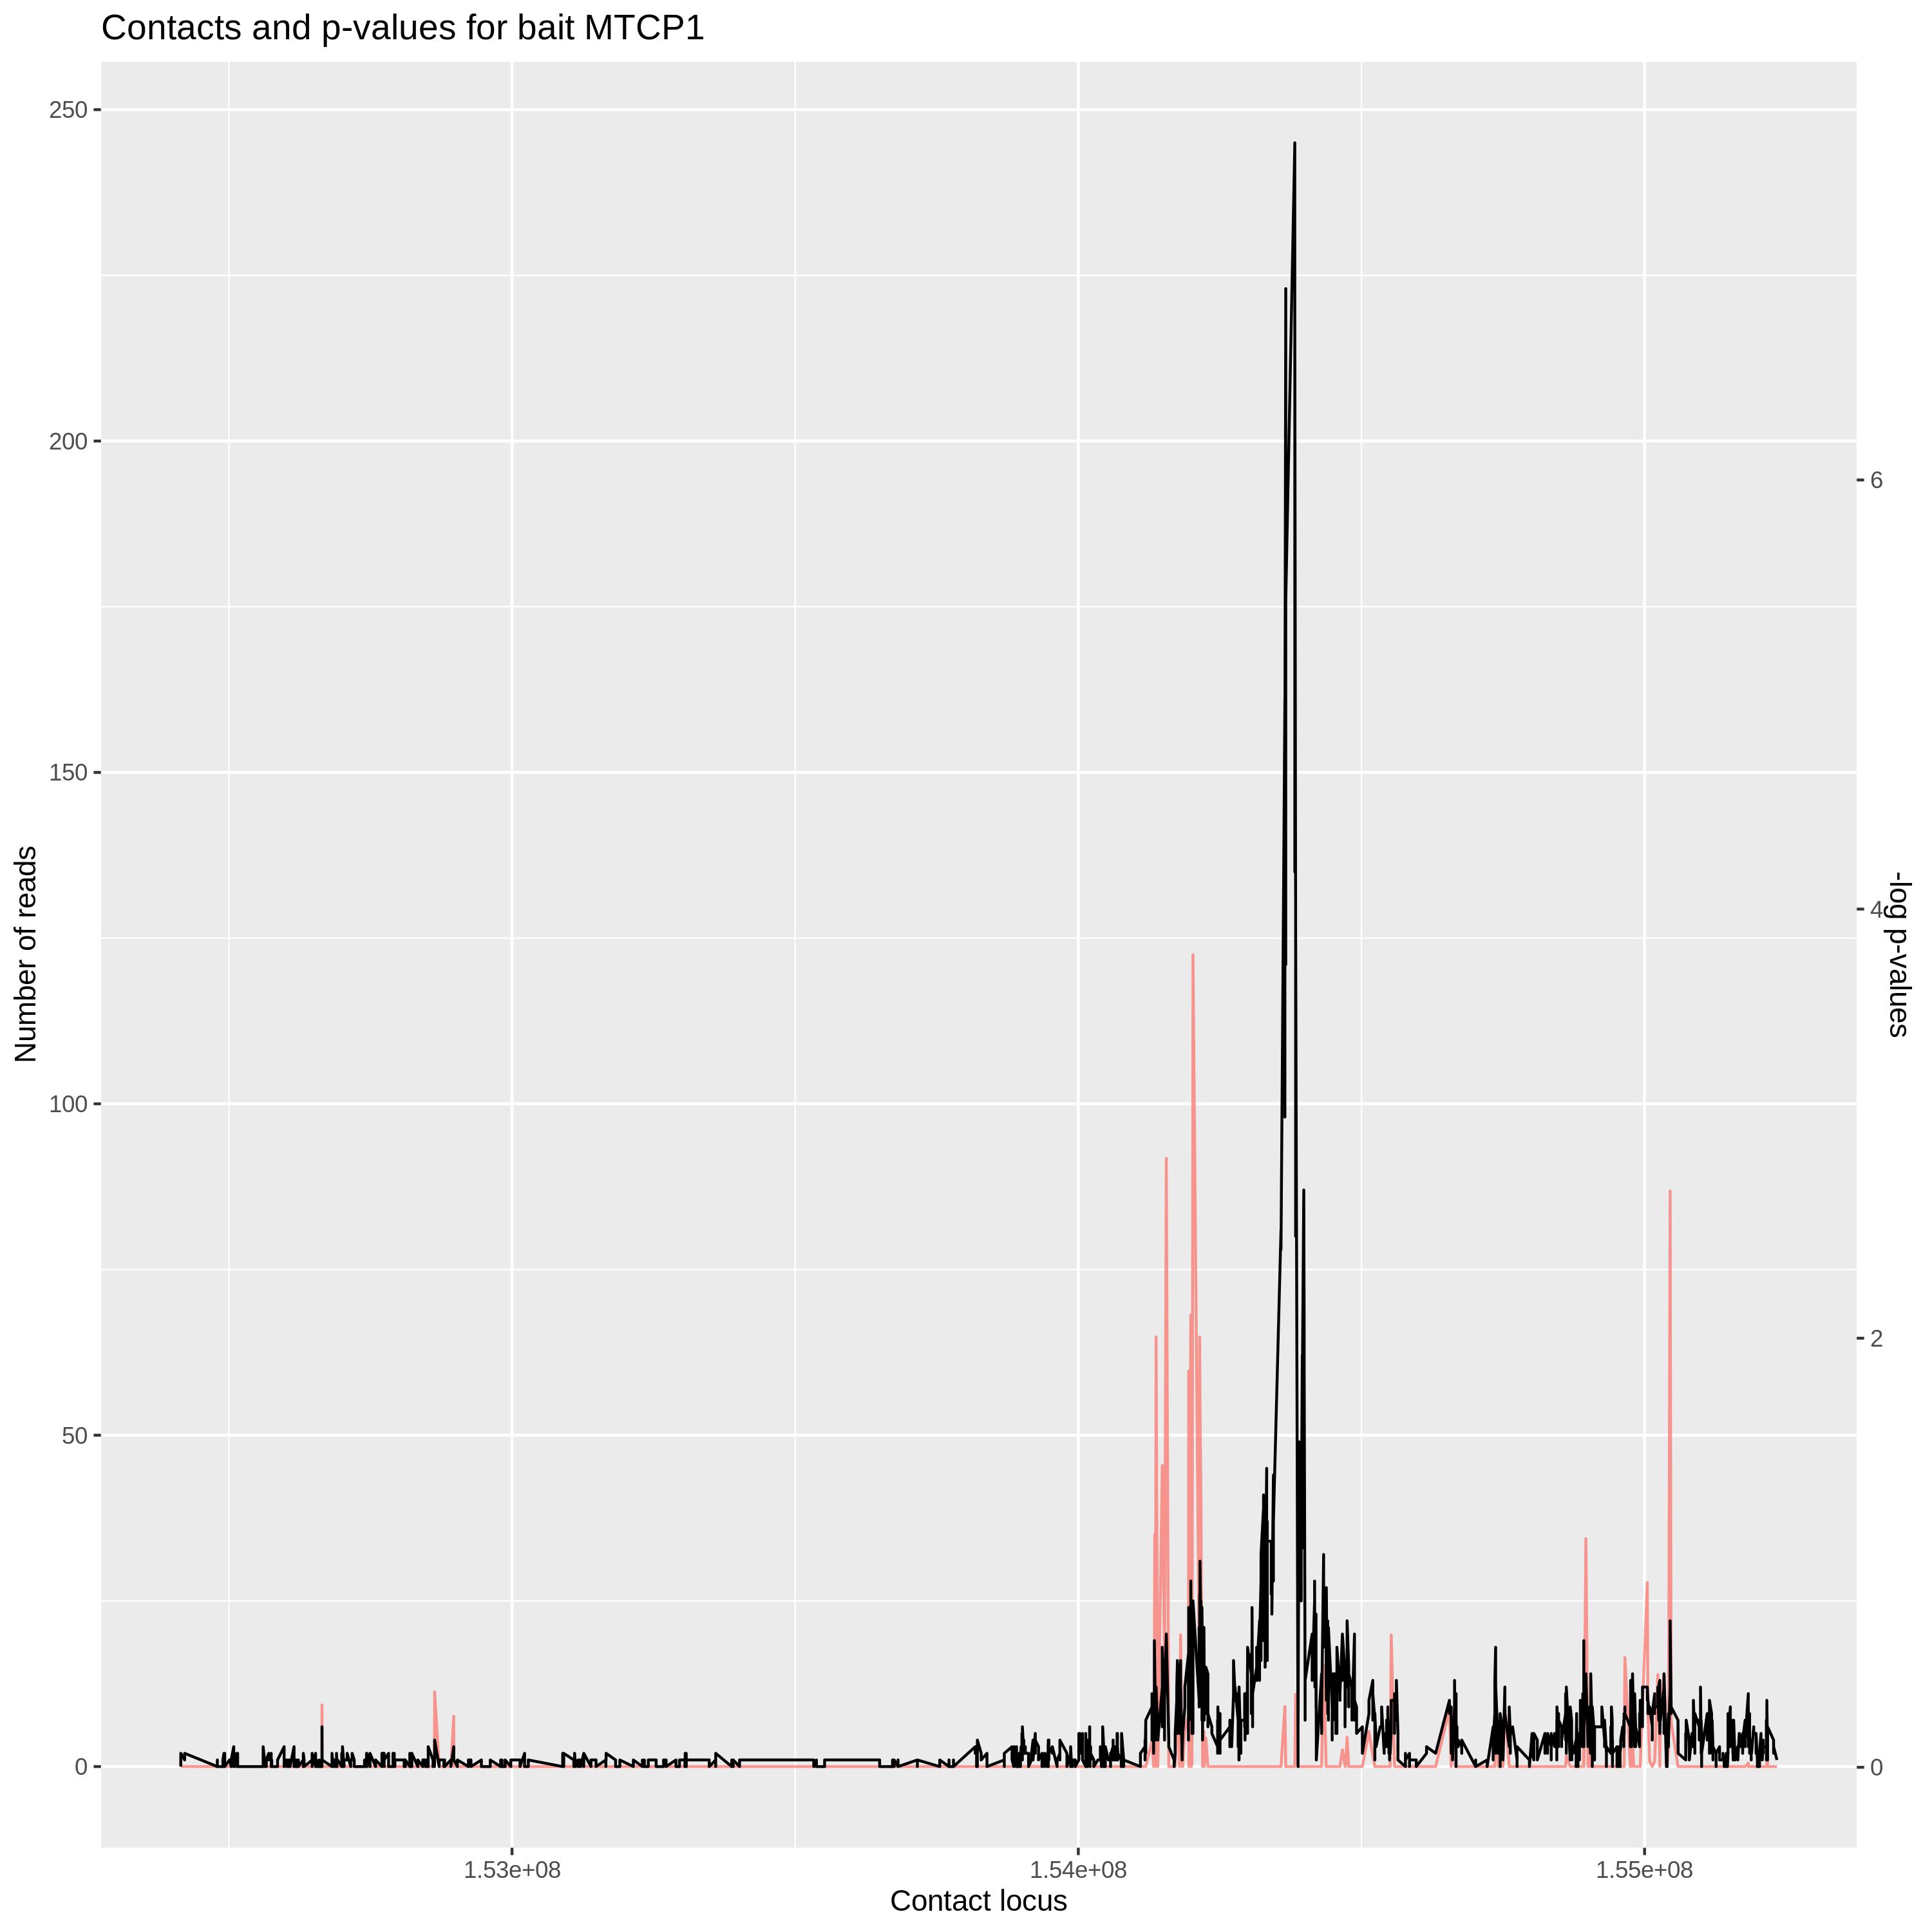 Contacts and p-values for bait MTCP1
250
200
150
100
50
0
Number of reads
6
4
2
0
-log p-values
1.53e+08
1.54e+08
1.55e+08
Contact locus